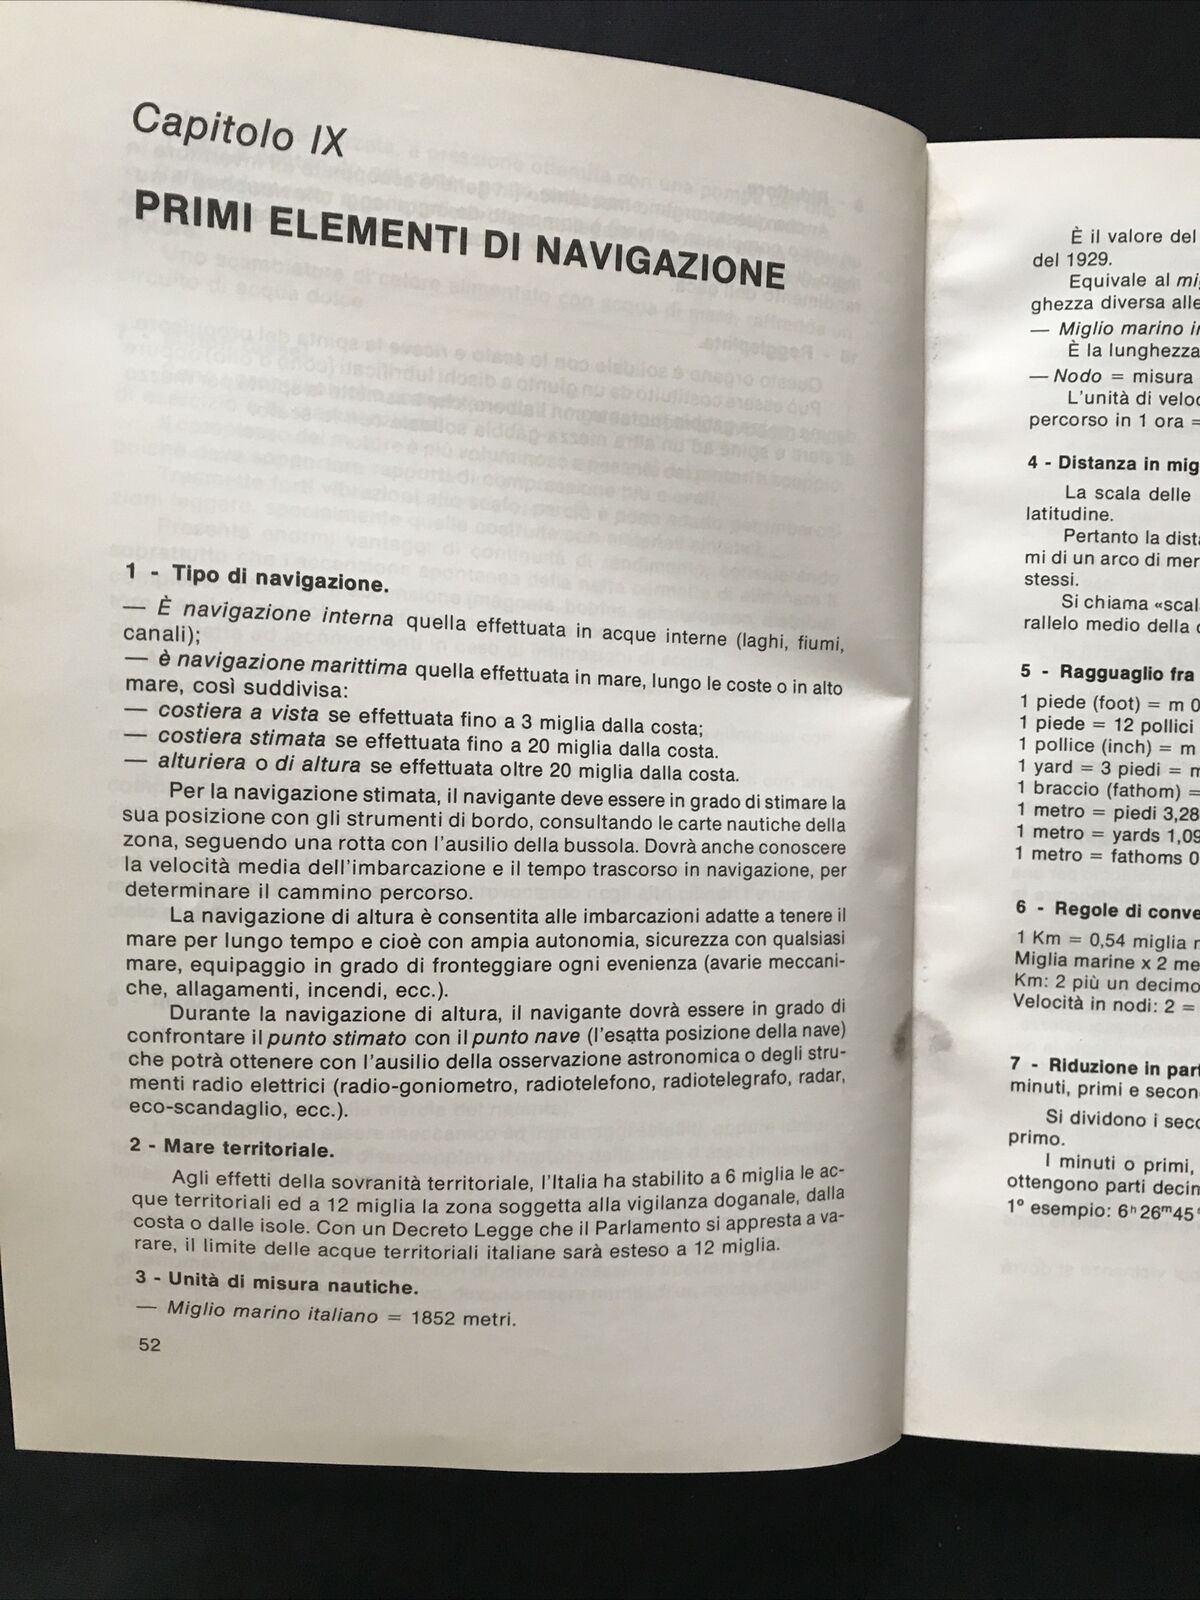 Capitolo IX
PRIMI ELEMENTI DI NAVIGAZIONE
1 - Tipo di navigazione.
— È navigazione interna quella effettuata in acque interne (laghi, fiumi,
canali);
— è navigazione marittima quella effettuata in mare, lungo le coste o in alto
mare, così suddivisa:
— costiera a vista se effettuata fino a 3 miglia dalla costa;
— costiera stimata se effettuata fino a 20 miglia dalla costa.
— alturiera o di altura se effettuata oltre 20 miglia dalla costa.
Per la navigazione stimata, il navigante deve essere in grado di stimare la
sua posizione con gli strumenti di bordo, consultando le carte nautiche della
zona, seguendo una rotta con l'ausilio della bussola. Dovrà anche conoscere
la velocità media dell'imbarcazione e il tempo trascorso in navigazione, per
determinare il cammino percorso.
La navigazione di altura è consentita alle imbarcazioni adatte a tenere il
mare per lungo tempo e cioè con ampia autonomia, sicurezza con qualsiasi
mare, equipaggio in grado di fronteggiare ogni evenienza (avarie meccani-
che, allagamenti, incendi, ecc.).
Durante la navigazione di altura, il navigante dovrà essere in grado di
confrontare il punto stimato con il punto nave (l'esatta posizione della nave)
che potrà ottenere con l'ausilio della osservazione astronomica o degli stru-
menti radio elettrici (radio-goniometro, radiotelefono, radiotelegrafo, radar,
eco-scandaglio, ecc.).
2 - Mare territoriale.
Agli effetti della sovranità territoriale, l'Italia ha stabilito a 6 miglia le ac-
que territoriali ed a 12 miglia la zona soggetta alla vigilanza doganale, dalla
costa o dalle isole. Con un Decreto Legge che il Parlamento si appresta a va-
rare, il limite delle acque territoriali italiane sarà esteso a 12 miglia.
3 - Unità di misura nautiche.
— Miglio marino italiano = 1852 metri.
52
È il valore del
del 1929.
Equivale al mi
ghezza diversa alle
— Miglio marino in
È la lunghezza
— Nodo = misura
L'unità di veloc
percorso in 1 ora =
4 - Distanza in mig
La scala delle
latitudine.
Pertanto la dista
mi di un arco di mer
stessi.
Si chiama «scala
rallelo medio della c
5 - Ragguaglio fra
1 piede (foot) = m 0
1 piede = 12 pollici
1 pollice (inch) = m
1 yard = 3 piedi = m
1 braccio (fathom) =
1 metro = piedi 3,28
1 metro = yards 1,09
1 metro = fathoms 0
6 - Regole di conve
1 Km = 0,54 miglia
Miglia marine x 2 me
Km: 2 più un decimo
Velocità in nodi: 2 =
7 - Riduzione in part
minuti, primi e secon
Si dividono i seco
primo.
I minuti o primi,
ottengono parti decim
1° esempio: 6ʰ26ᵐ45ˢ